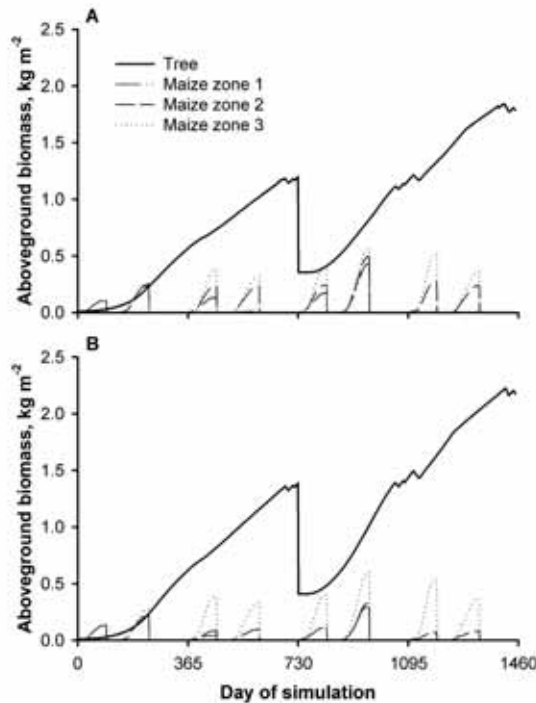 A
Aboveground biomass, kg m-2
2.5
2.0
1.5
1.0
0.5
0.0
Tree
Maize zone 1
Maize zone 2
Maize zone 3
B
Aboveground biomass, kg m-2
2.5
2.0
1.5
1.0
0.5
0.0
0 365 730 1095 1460
Day of simulation